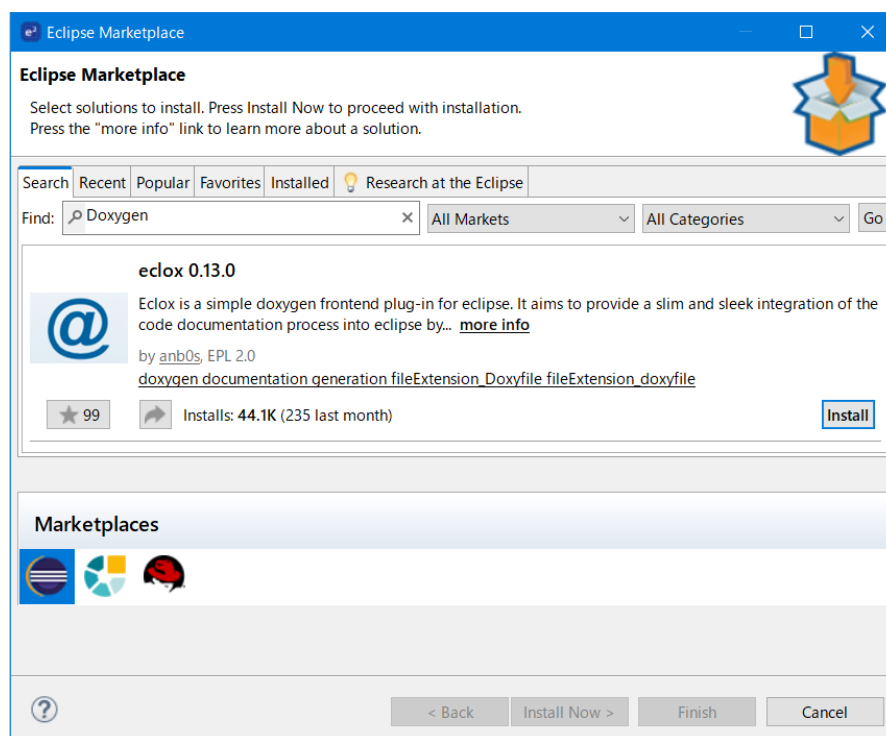 Eclipse Marketplace
Eclipse Marketplace
Select solutions to install. Press Install Now to proceed with installation.
Press the "more info" link to learn more about a solution.
Search Recent Popular Favorites Installed Research at the Eclipse
Find: Doxygen All Markets All Categories Go
eclox 0.13.0
Eclox is a simple doxygen frontend plug-in for eclipse. It aims to provide a slim and sleek integration of the
code documentation process into eclipse by... more info
by anb0s, EPL 2.0
doxygen documentation generation fileExtension_Doxyfile fileExtension_doxyfile
99 Installs: 44.1K (235 last month) Install
Marketplaces
< Back Install Now > Finish Cancel